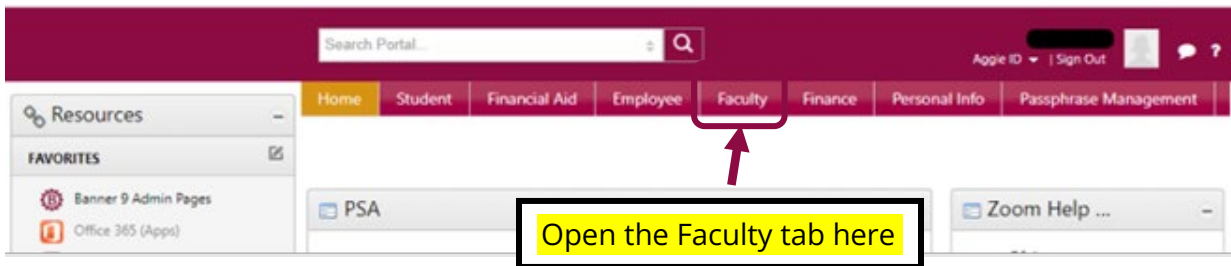 Search Portal...
Aggie ID | Sign Out
?
Home Student Financial Aid Employee Faculty Finance Personal Info Passphrase Management
Resources
FAVORITES
B Banner 9 Admin Pages
Office 365 (Apps)
PSA
Zoom Help ...
Open the Faculty tab here